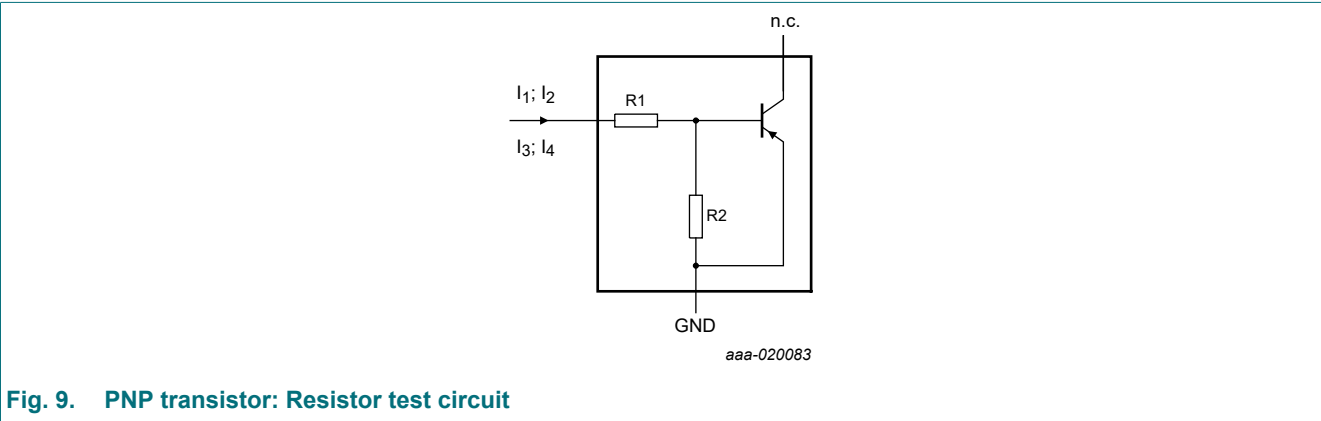 n.c.
I1; I2
R1
I3; I4
R2
GND
aaa-020083
Fig. 9. PNP transistor: Resistor test circuit